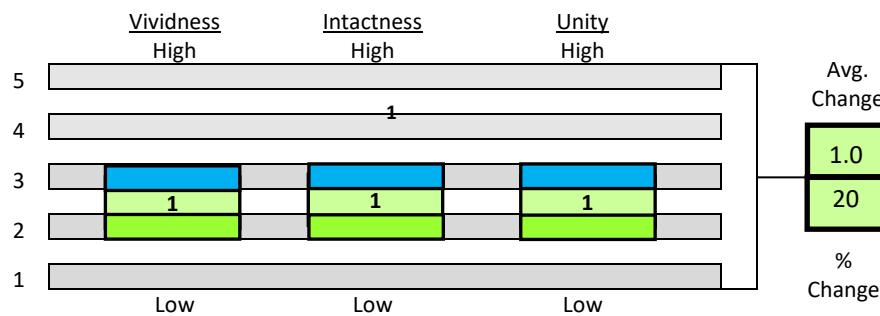 Vividness Intactness Unity
High High High
5
Avg.
Change
4 1
1.0
3
1 1 1
20
2
%
Change
1
Low Low Low